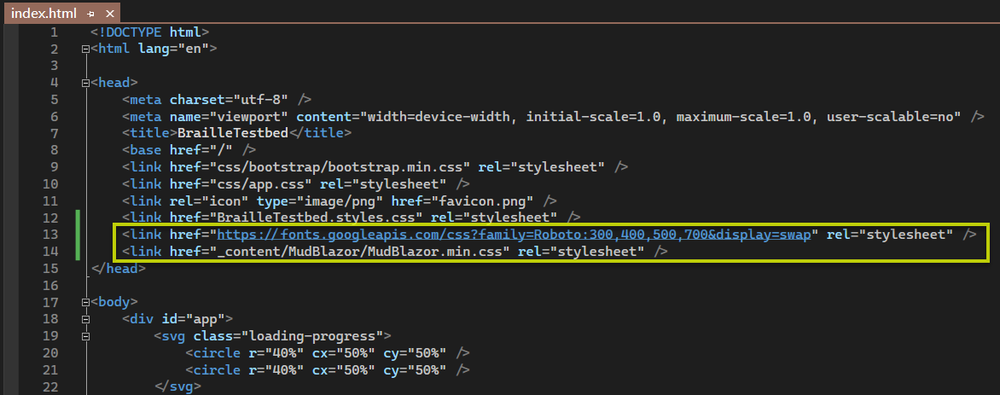 index.html
1 <!DOCTYPE html>
2 <html lang="en">
3
4 <head>
5 <meta charset="utf-8" />
6 <meta name="viewport" content="width=device-width, initial-scale=1.0, maximum-scale=1.0, user-scalable=no" />
7 <title>BrailleTestbed</title>
8 <base href="/" />
9 <link href="css/bootstrap/bootstrap.min.css" rel="stylesheet" />
10 <link href="css/app.css" rel="stylesheet" />
11 <link rel="icon" type="image/png" href="favicon.png" />
12 <link href="BrailleTestbed.styles.css" rel="stylesheet" />
13 <link href="https://fonts.googleapis.com/css?family=Roboto:300,400,500,700&display=swap" rel="stylesheet" />
14 <link href="_content/MudBlazor/MudBlazor.min.css" rel="stylesheet" />
15 </head>
16
17 <body>
18 <div id="app">
19 <svg class="loading-progress">
20 <circle r="40%" cx="50%" cy="50%" />
21 <circle r="40%" cx="50%" cy="50%" />
22 </svg>